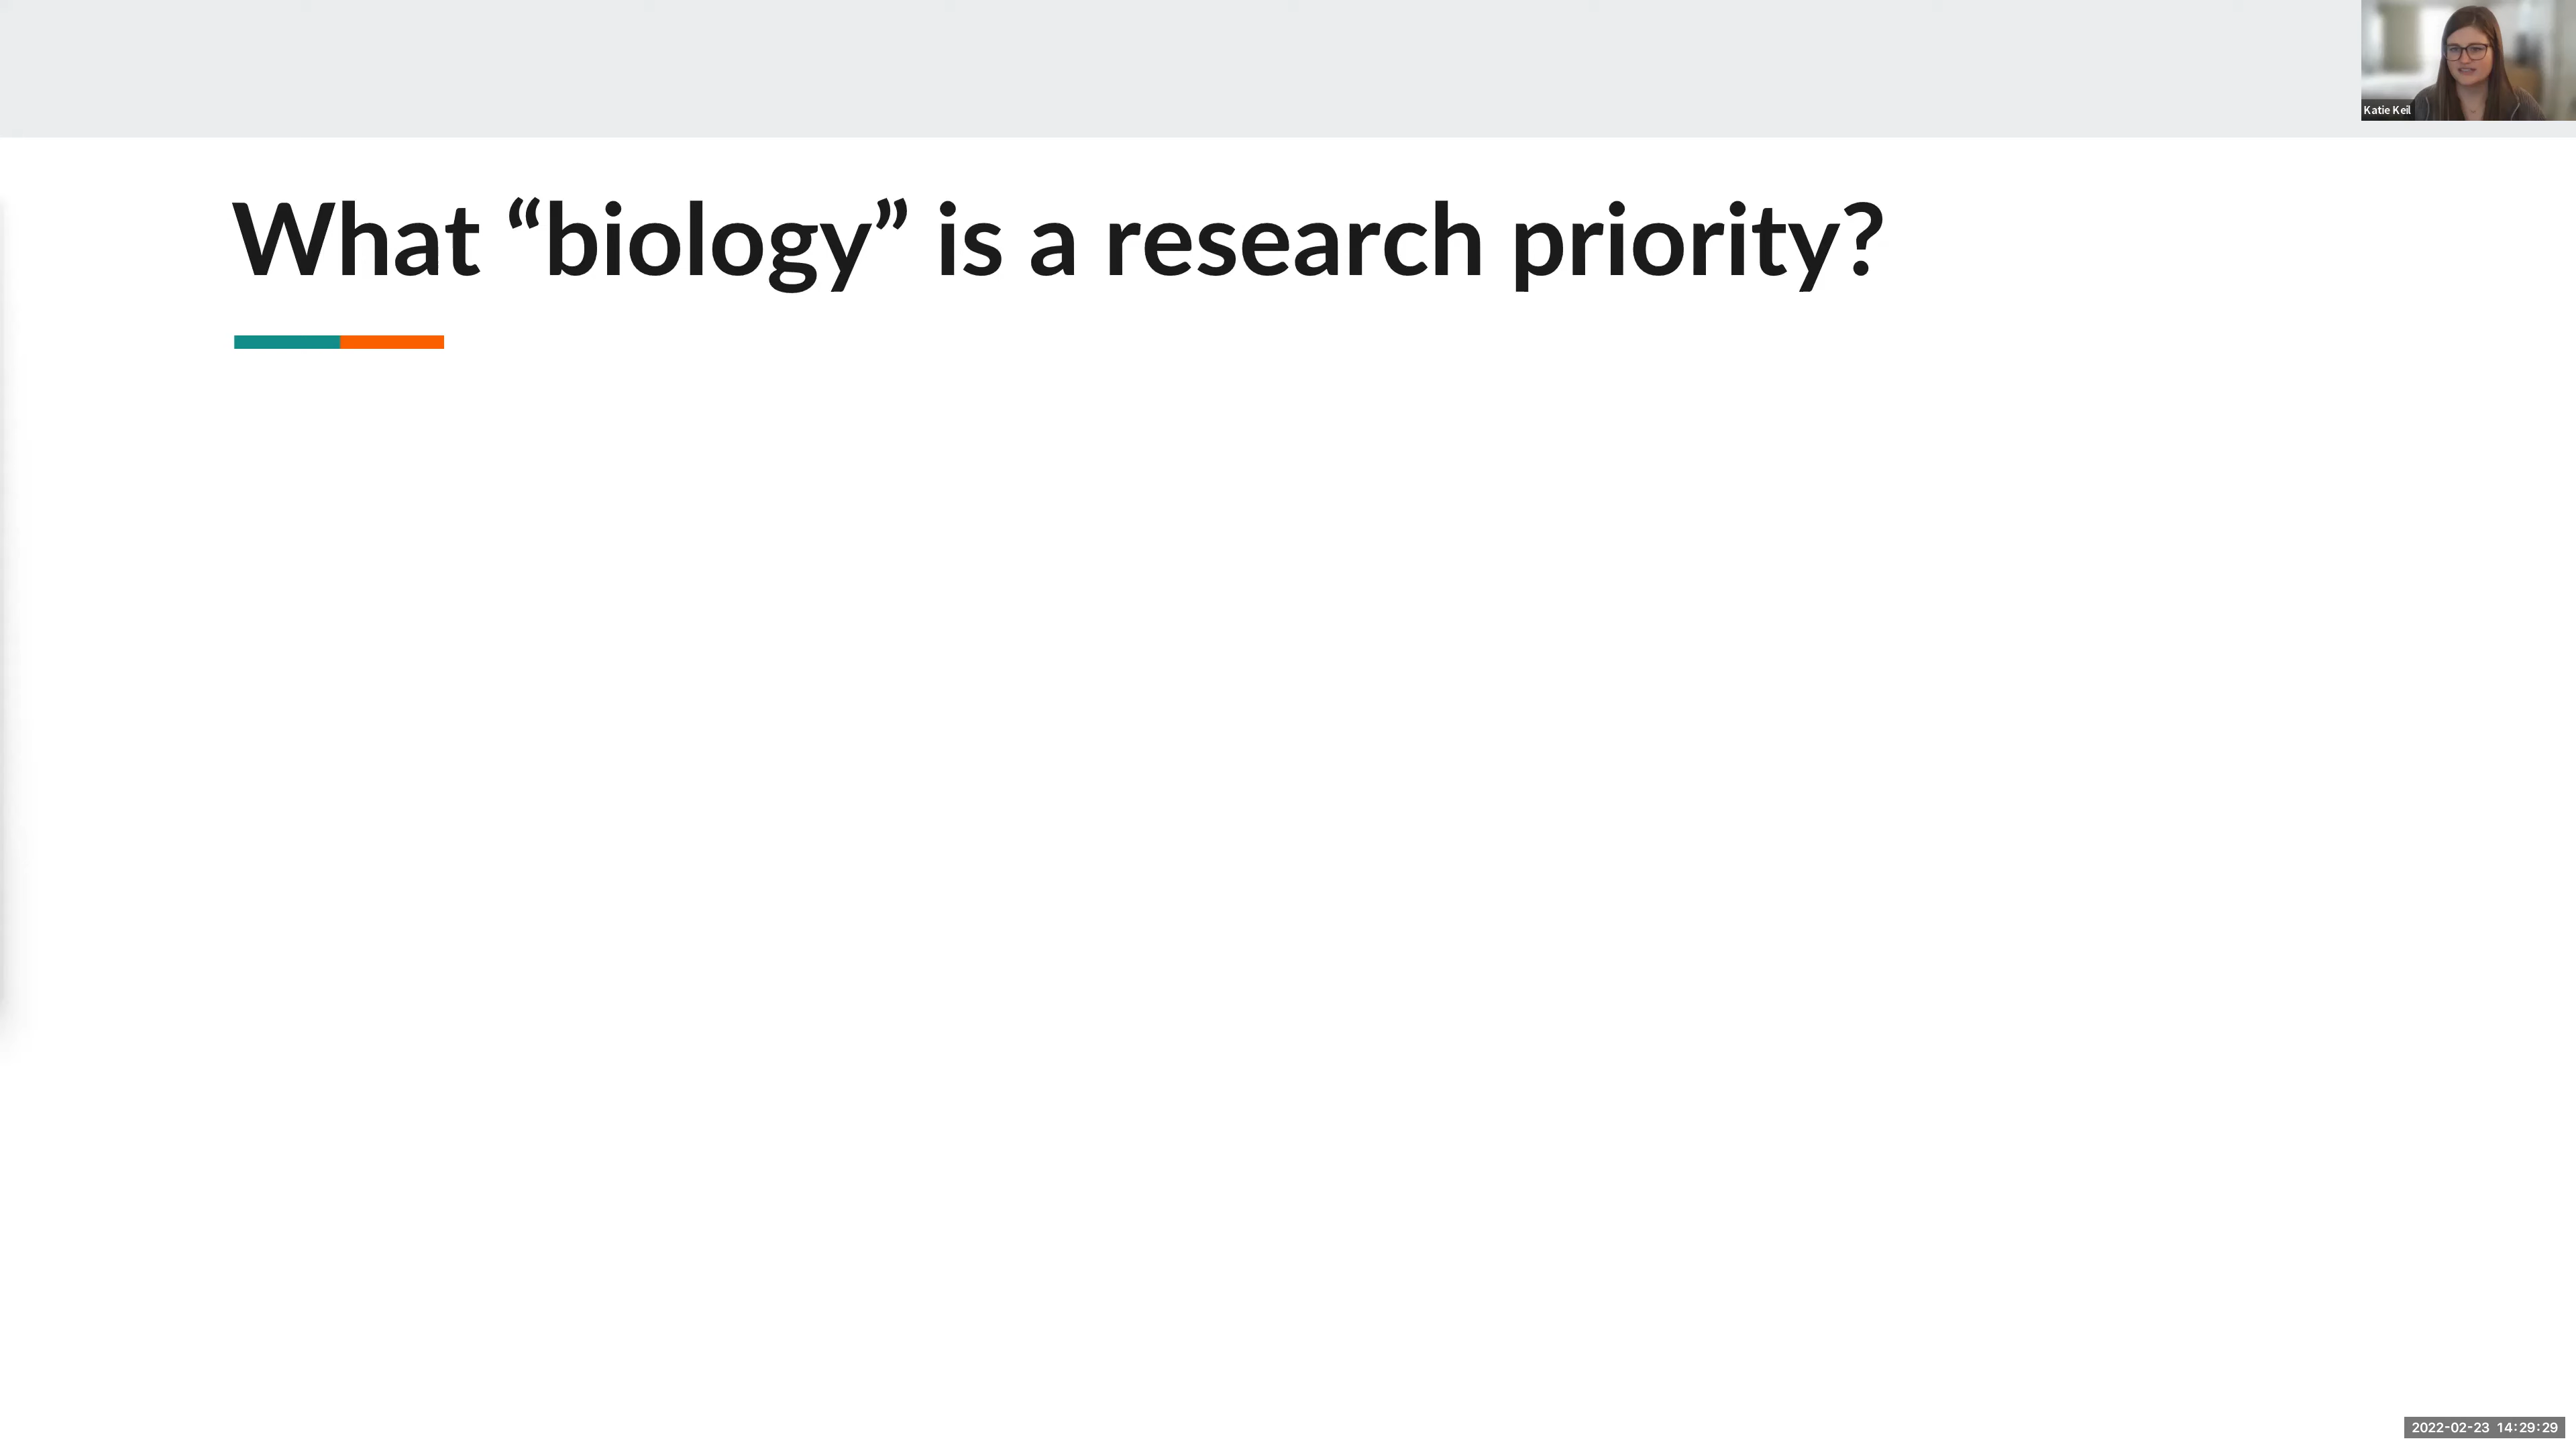 Katie Keil
What “biology” is a research priority?
2022-02-23 14:29:29